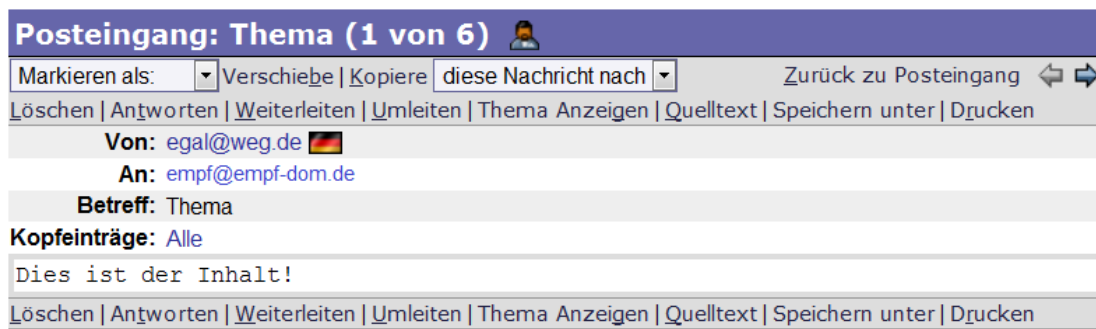 Posteingang: Thema (1 von 6)
Markieren als: Verschiebe | Kopiere diese Nachricht nach Zurück zu Posteingang
Löschen | Antworten | Weiterleiten | Umleiten | Thema Anzeigen | Quelltext | Speichern unter | Drucken
Von: egal@weg.de
An: empf@empf-dom.de
Betreff: Thema
Kopfeinträge: Alle
Dies ist der Inhalt!
Löschen | Antworten | Weiterleiten | Umleiten | Thema Anzeigen | Quelltext | Speichern unter | Drucken